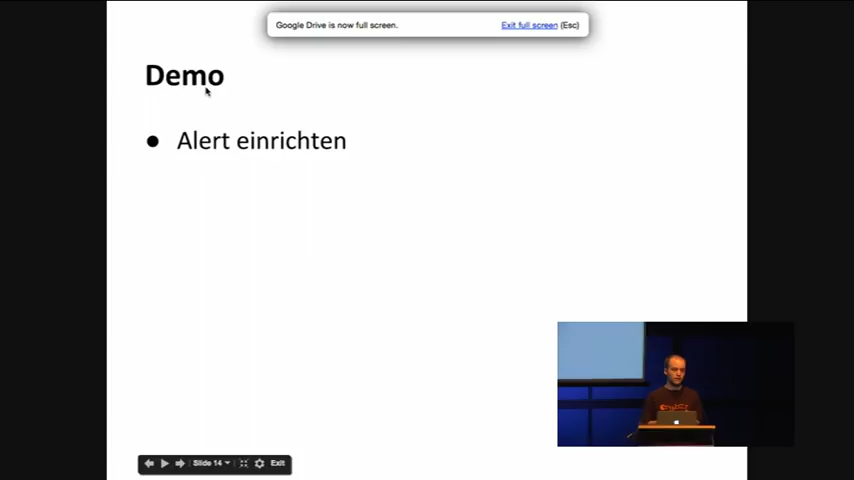 Google Drive is now full screen. Exit full screen (Esc)
Demo
Alert einrichten
Slide 14
Exit